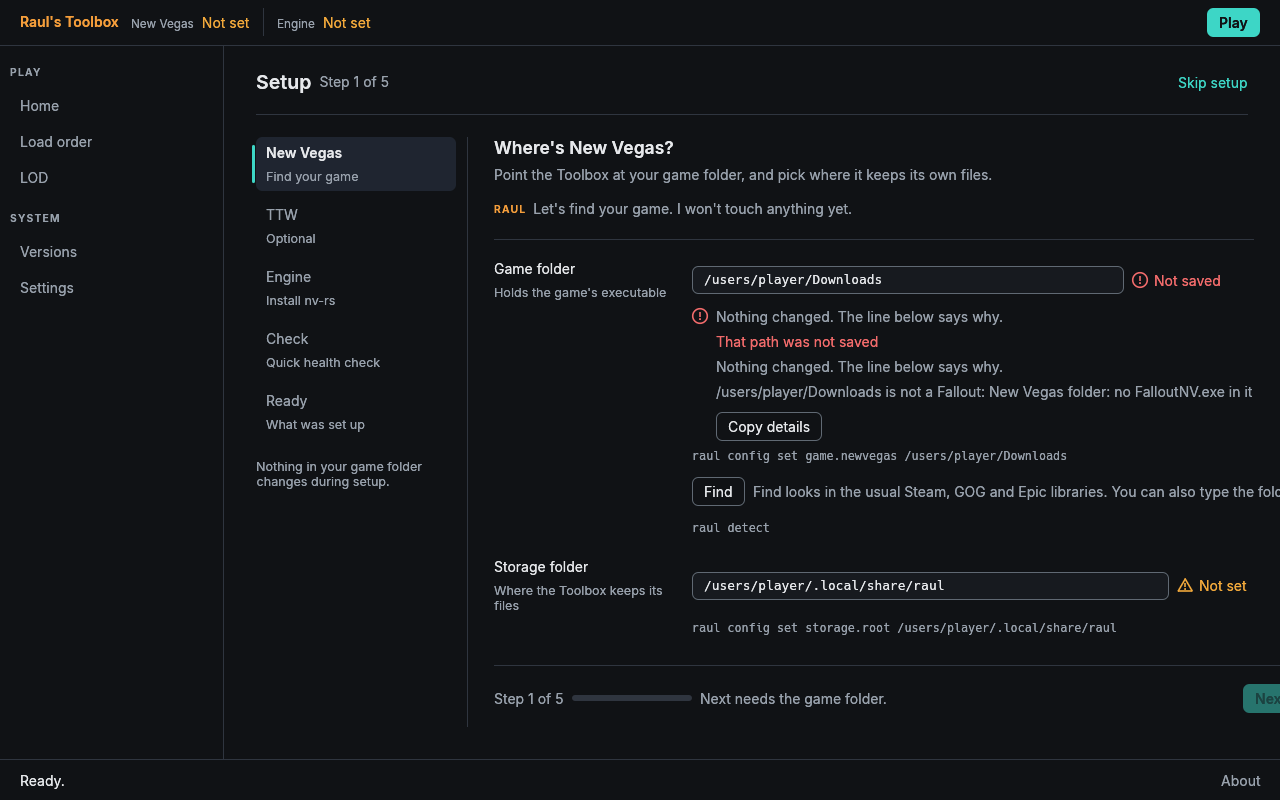 Raul's Toolbox New Vegas Not set Engine Not set Play
PLAY
Home
Load order
LOD
SYSTEM
Versions
Settings
Setup Step 1 of 5 Skip setup
New Vegas
Find your game
TTW
Optional
Engine
Install nv-rs
Check
Quick health check
Ready
What was set up
Nothing in your game folder
changes during setup.
Where's New Vegas?
Point the Toolbox at your game folder, and pick where it keeps its own files.
RAUL Let's find your game. I won't touch anything yet.
Game folder
Holds the game's executable
/users/player/Downloads Not saved
Nothing changed. The line below says why.
That path was not saved
Nothing changed. The line below says why.
/users/player/Downloads is not a Fallout: New Vegas folder: no FalloutNV.exe in it
Copy details
raul config set game.newvegas /users/player/Downloads
Find Find looks in the usual Steam, GOG and Epic libraries. You can also type the
raul detect
Storage folder
Where the Toolbox keeps its
files
/users/player/.local/share/raul Not set
raul config set storage.root /users/player/.local/share/raul
Step 1 of 5 Next needs the game folder.
Ready. About